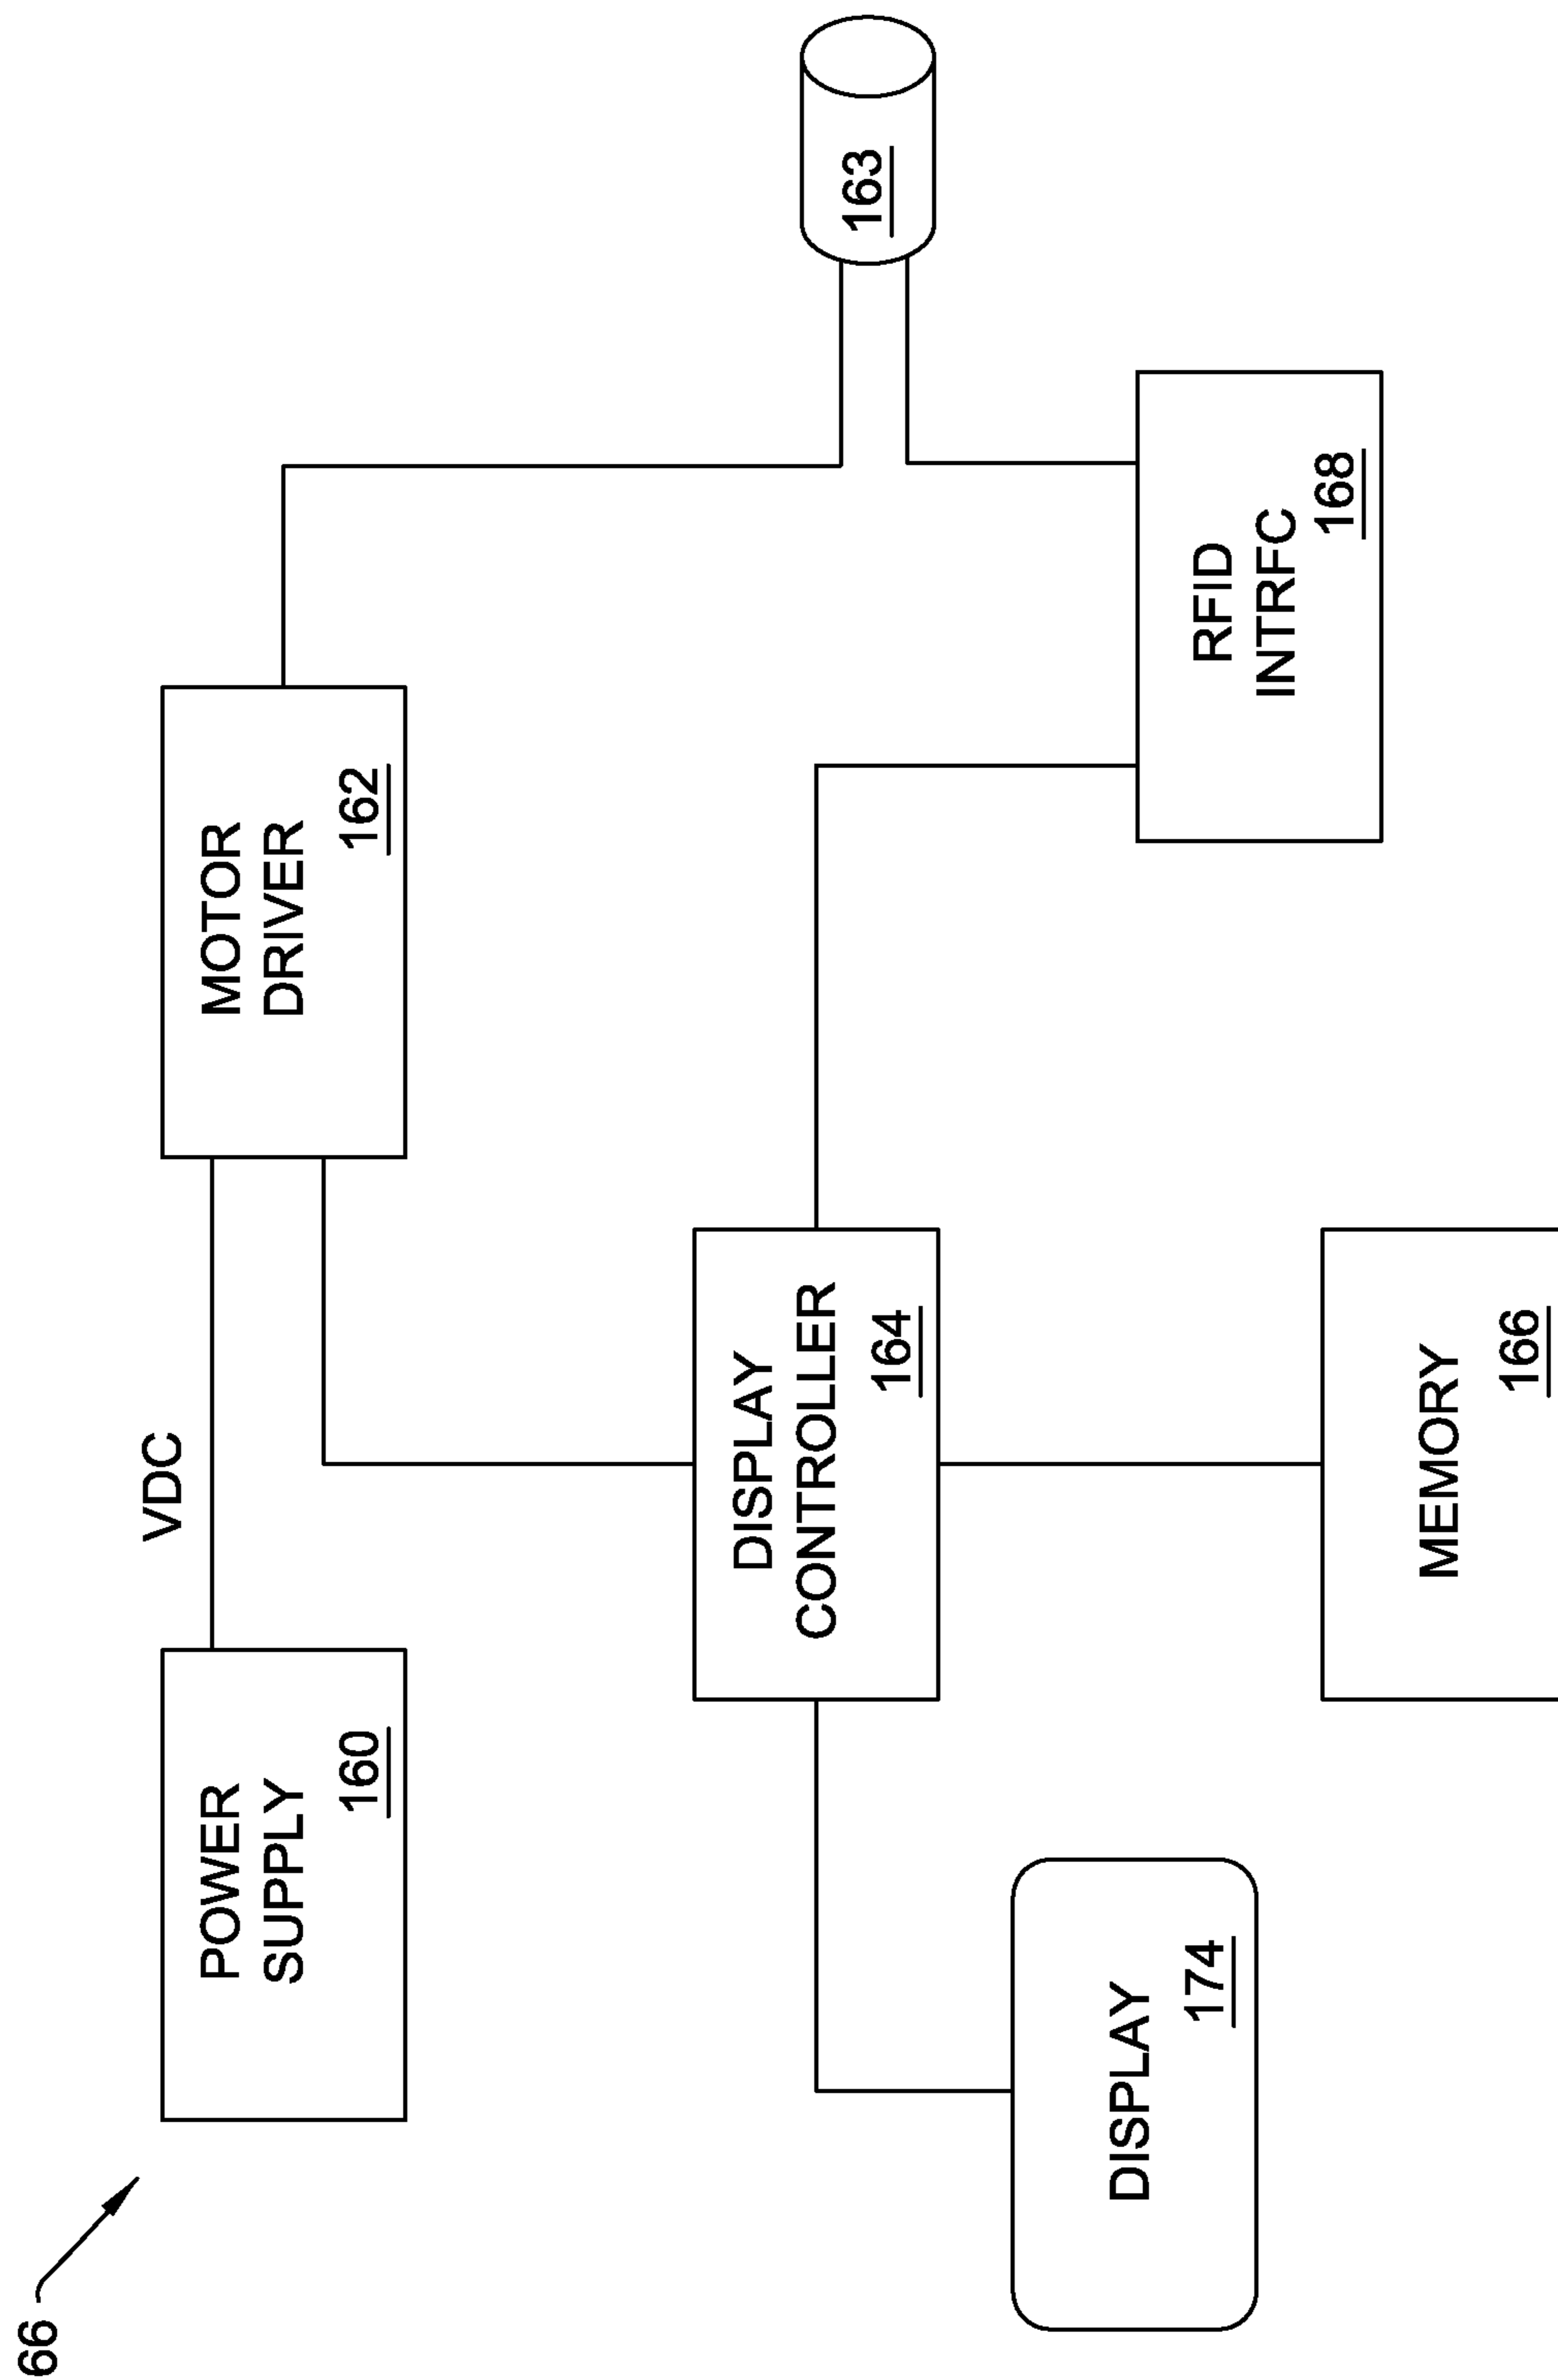 66
POWER
SUPPLY
160
VDC
MOTOR
DRIVER
162
163
DISPLAY
CONTROLLER
164
RFID
INTRFC
168
DISPLAY
174
MEMORY
166